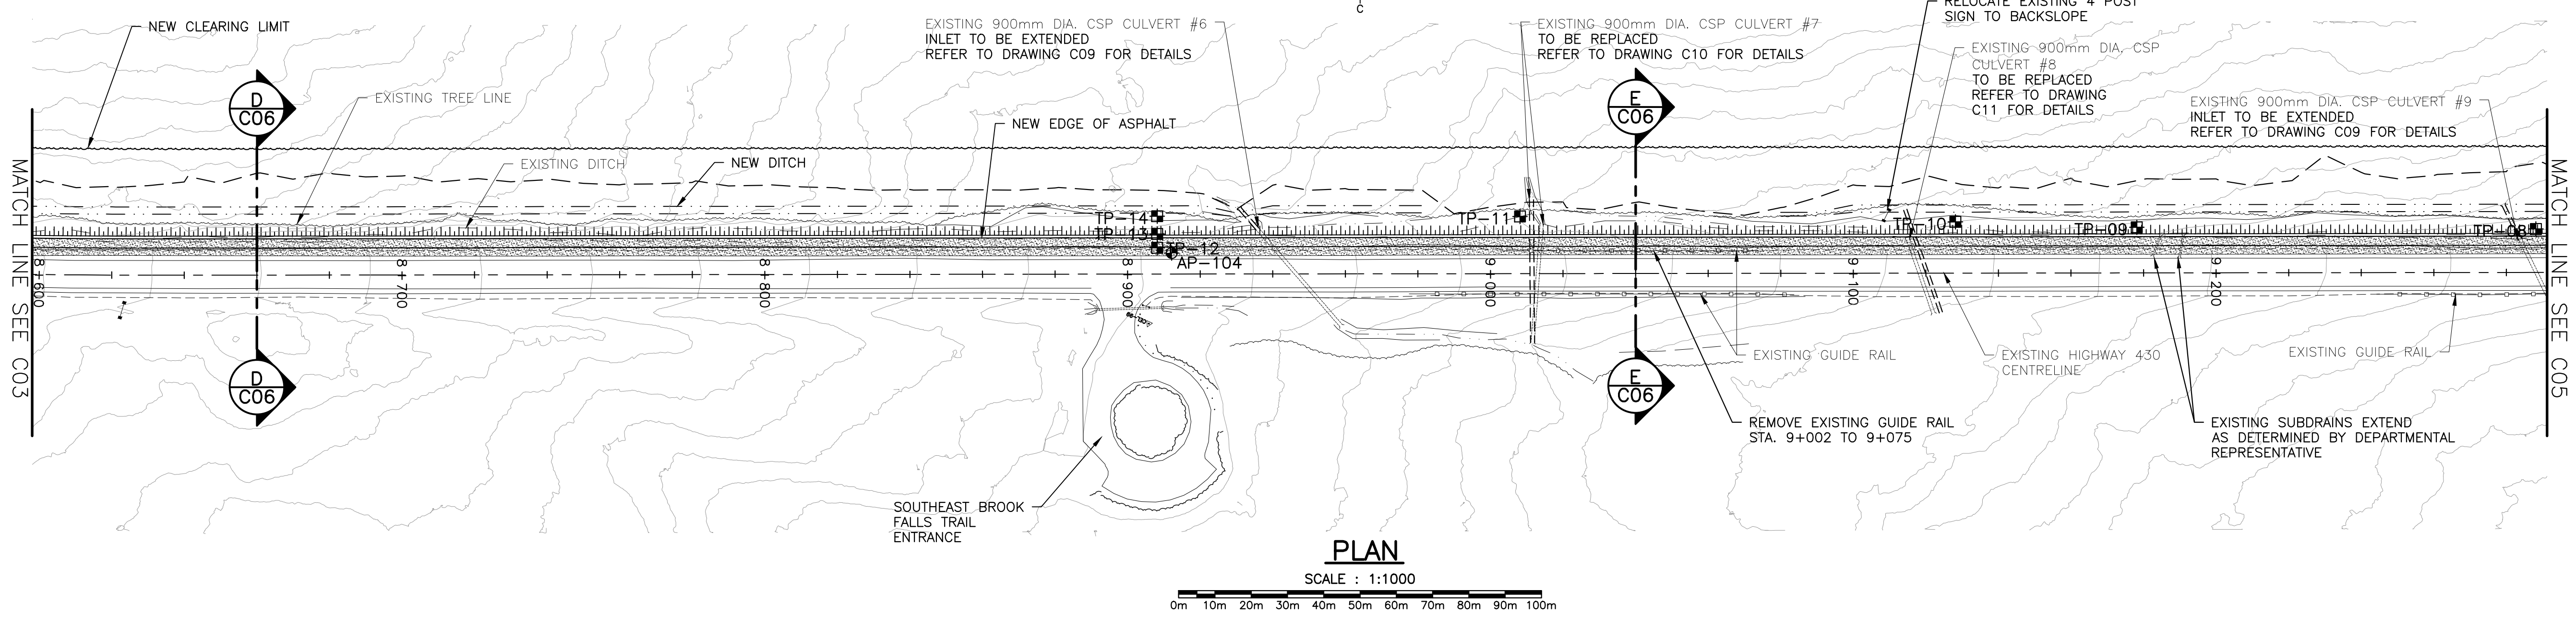 C
RELOCATE EXISTING 4 POST
SIGN TO BACKSLOPE
NEW CLEARING LIMIT
EXISTING 900mm DIA. CSP CULVERT #6
INLET TO BE EXTENDED
REFER TO DRAWING C09 FOR DETAILS
EXISTING 900mm DIA. CSP CULVERT #7
TO BE REPLACED
REFER TO DRAWING C10 FOR DETAILS
EXISTING 900mm DIA. CSP
CULVERT #8
TO BE REPLACED
REFER TO DRAWING
C11 FOR DETAILS
EXISTING 900mm DIA. CSP CULVERT #9
INLET TO BE EXTENDED
REFER TO DRAWING C09 FOR DETAILS
D
C06
EXISTING TREE LINE
E
C06
NEW EDGE OF ASPHALT
EXISTING DITCH
NEW DITCH
MATCH LINE SEE C03
MATCH LINE SEE C05
TP-14
TP-13
TP-12
AP-104
TP-11
TP-10
TP-09
TP-08
8+600
8 700
8 800
8 900
9 000
9 100
9 200
D
C06
E
C06
EXISTING GUIDE RAIL
EXISTING HIGHWAY 430
CENTRELINE
EXISTING GUIDE RAIL
REMOVE EXISTING GUIDE RAIL
STA. 9+002 TO 9+075
EXISTING SUBDRAINS EXTEND
AS DETERMINED BY DEPARTMENTAL
REPRESENTATIVE
SOUTHEAST BROOK
FALLS TRAIL
ENTRANCE
PLAN
SCALE : 1:1000
0m 10m 20m 30m 40m 50m 60m 70m 80m 90m 100m